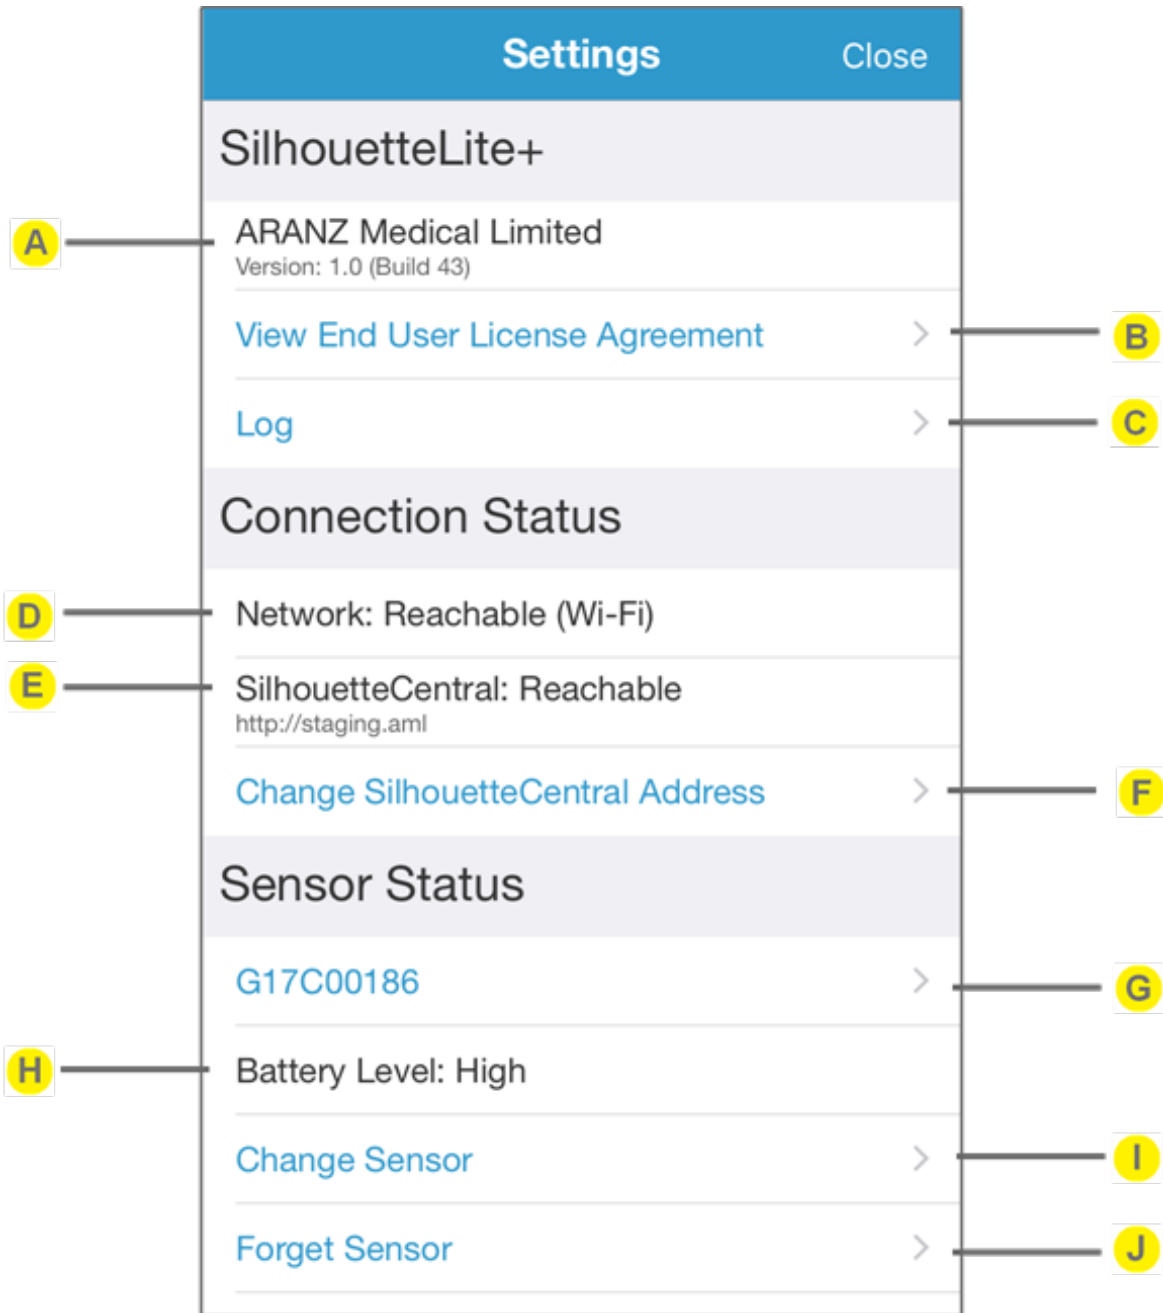 Settings Close
SilhouetteLite+
A ARANZ Medical Limited
Version: 1.0 (Build 43)
View End User License Agreement B
Log C
Connection Status
D Network: Reachable (Wi-Fi)
E SilhouetteCentral: Reachable
http://staging.aml
Change SilhouetteCentral Address F
Sensor Status
G17C00186 G
H Battery Level: High
Change Sensor I
Forget Sensor J